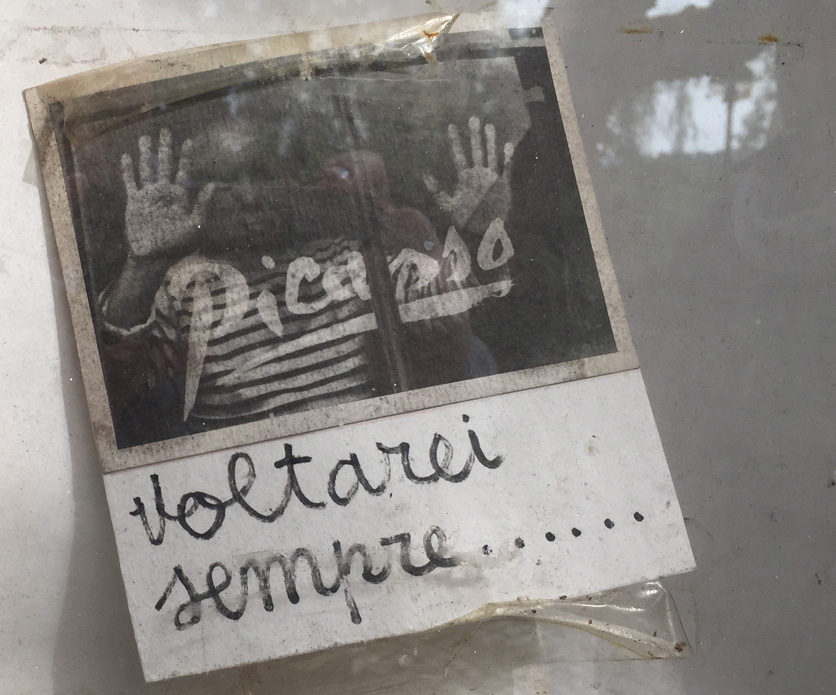 Picasso
voltarei
sempre.......